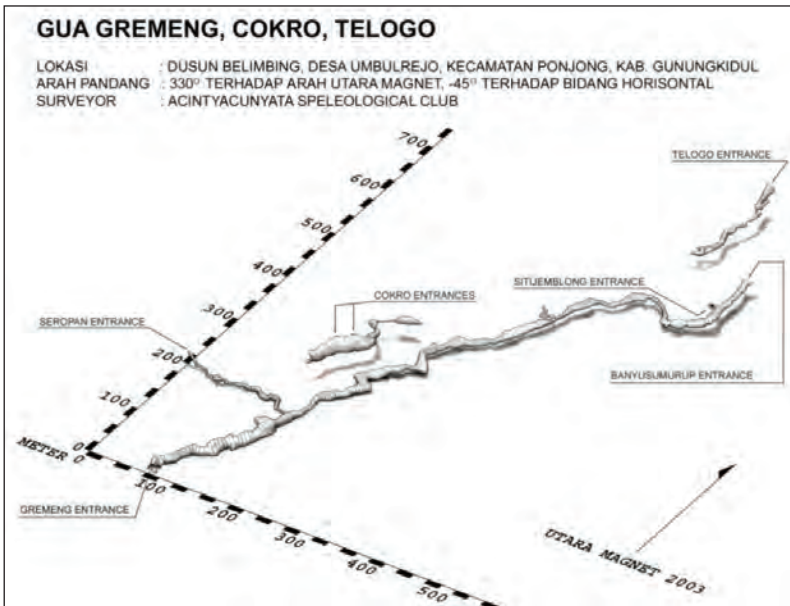 GUA GREMENG, COKRO, TELOGO
LOKASI : DUSUN BELIMBING, DESA UMBULREJO, KECAMATAN PONJONG, KAB. GUNUNGKIDUL
ARAH PANDANG : 330° TERHADAP ARAH UTARA MAGNET, -45° TERHADAP BIDANG HORISONTAL
SURVEYOR : ACINTYACUNYATA SPELEOLOGICAL CLUB
700
TELOGO ENTRANCE
600
500
400
SITUEMBLONG ENTRANCE
COKRO ENTRANCES
300
SEROPAN ENTRANCE
200
BANYUSUMURUP ENTRANCE
100
METER 0
0
100
GREMENG ENTRANCE
200
300
400
500
UTARA MAGNET 2003